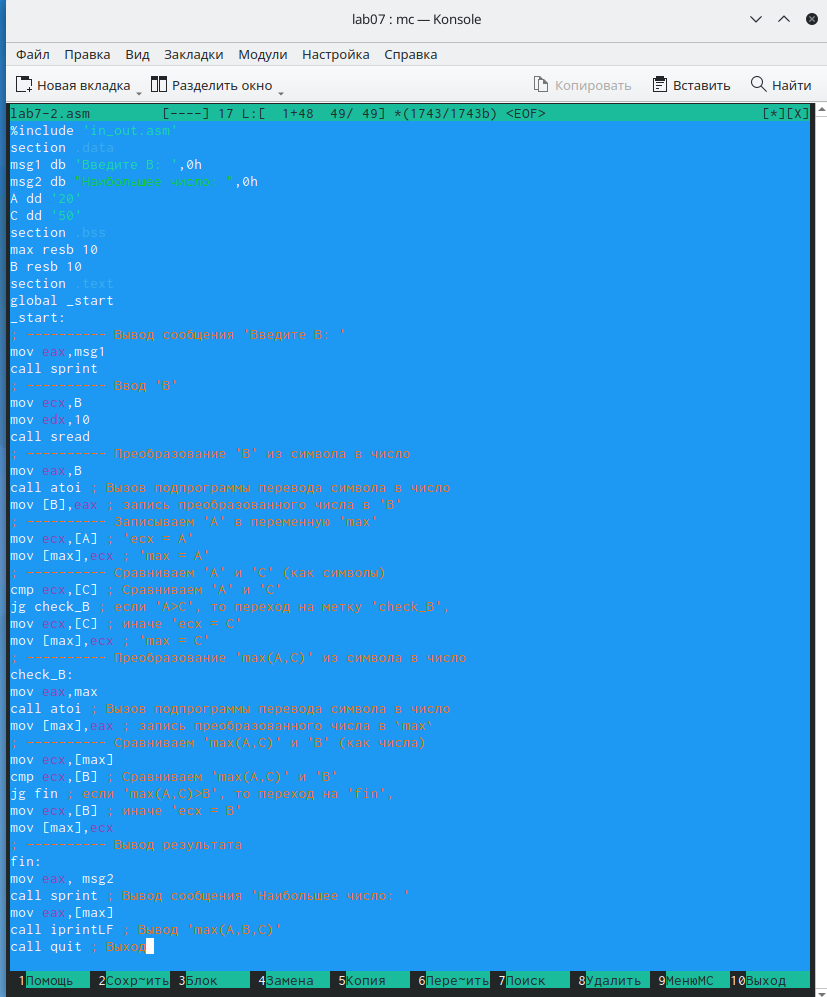 lab07 : mc — Konsole
Файл Правка Вид Закладки Модули Настройка Справка
Новая вкладка Разделить окно Копировать Вставить Найти
lab7-2.asm [----] 17 L:[ 1+48 49/ 49] *(1743/1743b) <EOF> [*][X]
%include 'in_out.asm'
section .data
msg1 db 'Введите B: ',0h
msg2 db "Наибольшее число: ",0h
A dd '20'
C dd '50'
section .bss
max resb 10
B resb 10
section .text
global _start
_start:
; ---------- Вывод сообщения 'Введите B: '
mov eax,msg1
call sprint
; ---------- Ввод 'B'
mov ecx,B
mov edx,10
call sread
; ---------- Преобразование 'B' из символа в число
mov eax,B
call atoi ; Вызов подпрограммы перевода символа в число
mov [B],eax ; запись преобразованного числа в 'B'
; ---------- Записываем 'A' в переменную 'max'
mov ecx,[A] ; 'ecx = A'
mov [max],ecx ; 'max = A'
; ---------- Сравниваем 'A' и 'С' (как символы)
cmp ecx,[C] ; Сравниваем 'A' и 'С'
jg check_B ; если 'A>C', то переход на метку 'check_B',
mov ecx,[C] ; иначе 'ecx = C'
mov [max],ecx ; 'max = C'
; ---------- Преобразование 'max(A,C)' из символа в число
check_B:
mov eax,max
call atoi ; Вызов подпрограммы перевода символа в число
mov [max],eax ; запись преобразованного числа в `max`
; ---------- Сравниваем 'max(A,C)' и 'B' (как числа)
mov ecx,[max]
cmp ecx,[B] ; Сравниваем 'max(A,C)' и 'B'
jg fin ; если 'max(A,C)>B', то переход на 'fin',
mov ecx,[B] ; иначе 'ecx = B'
mov [max],ecx
; ---------- Вывод результата
fin:
mov eax, msg2
call sprint ; Вывод сообщения 'Наибольшее число: '
mov eax,[max]
call iprintLF ; Вывод 'max(A,B,C)'
call quit ; Выход
1Помощь 2Сохр~ить 3Блок 4Замена 5Копия 6Пере~ить 7Поиск 8Удалить 9МенюMC 10Выход